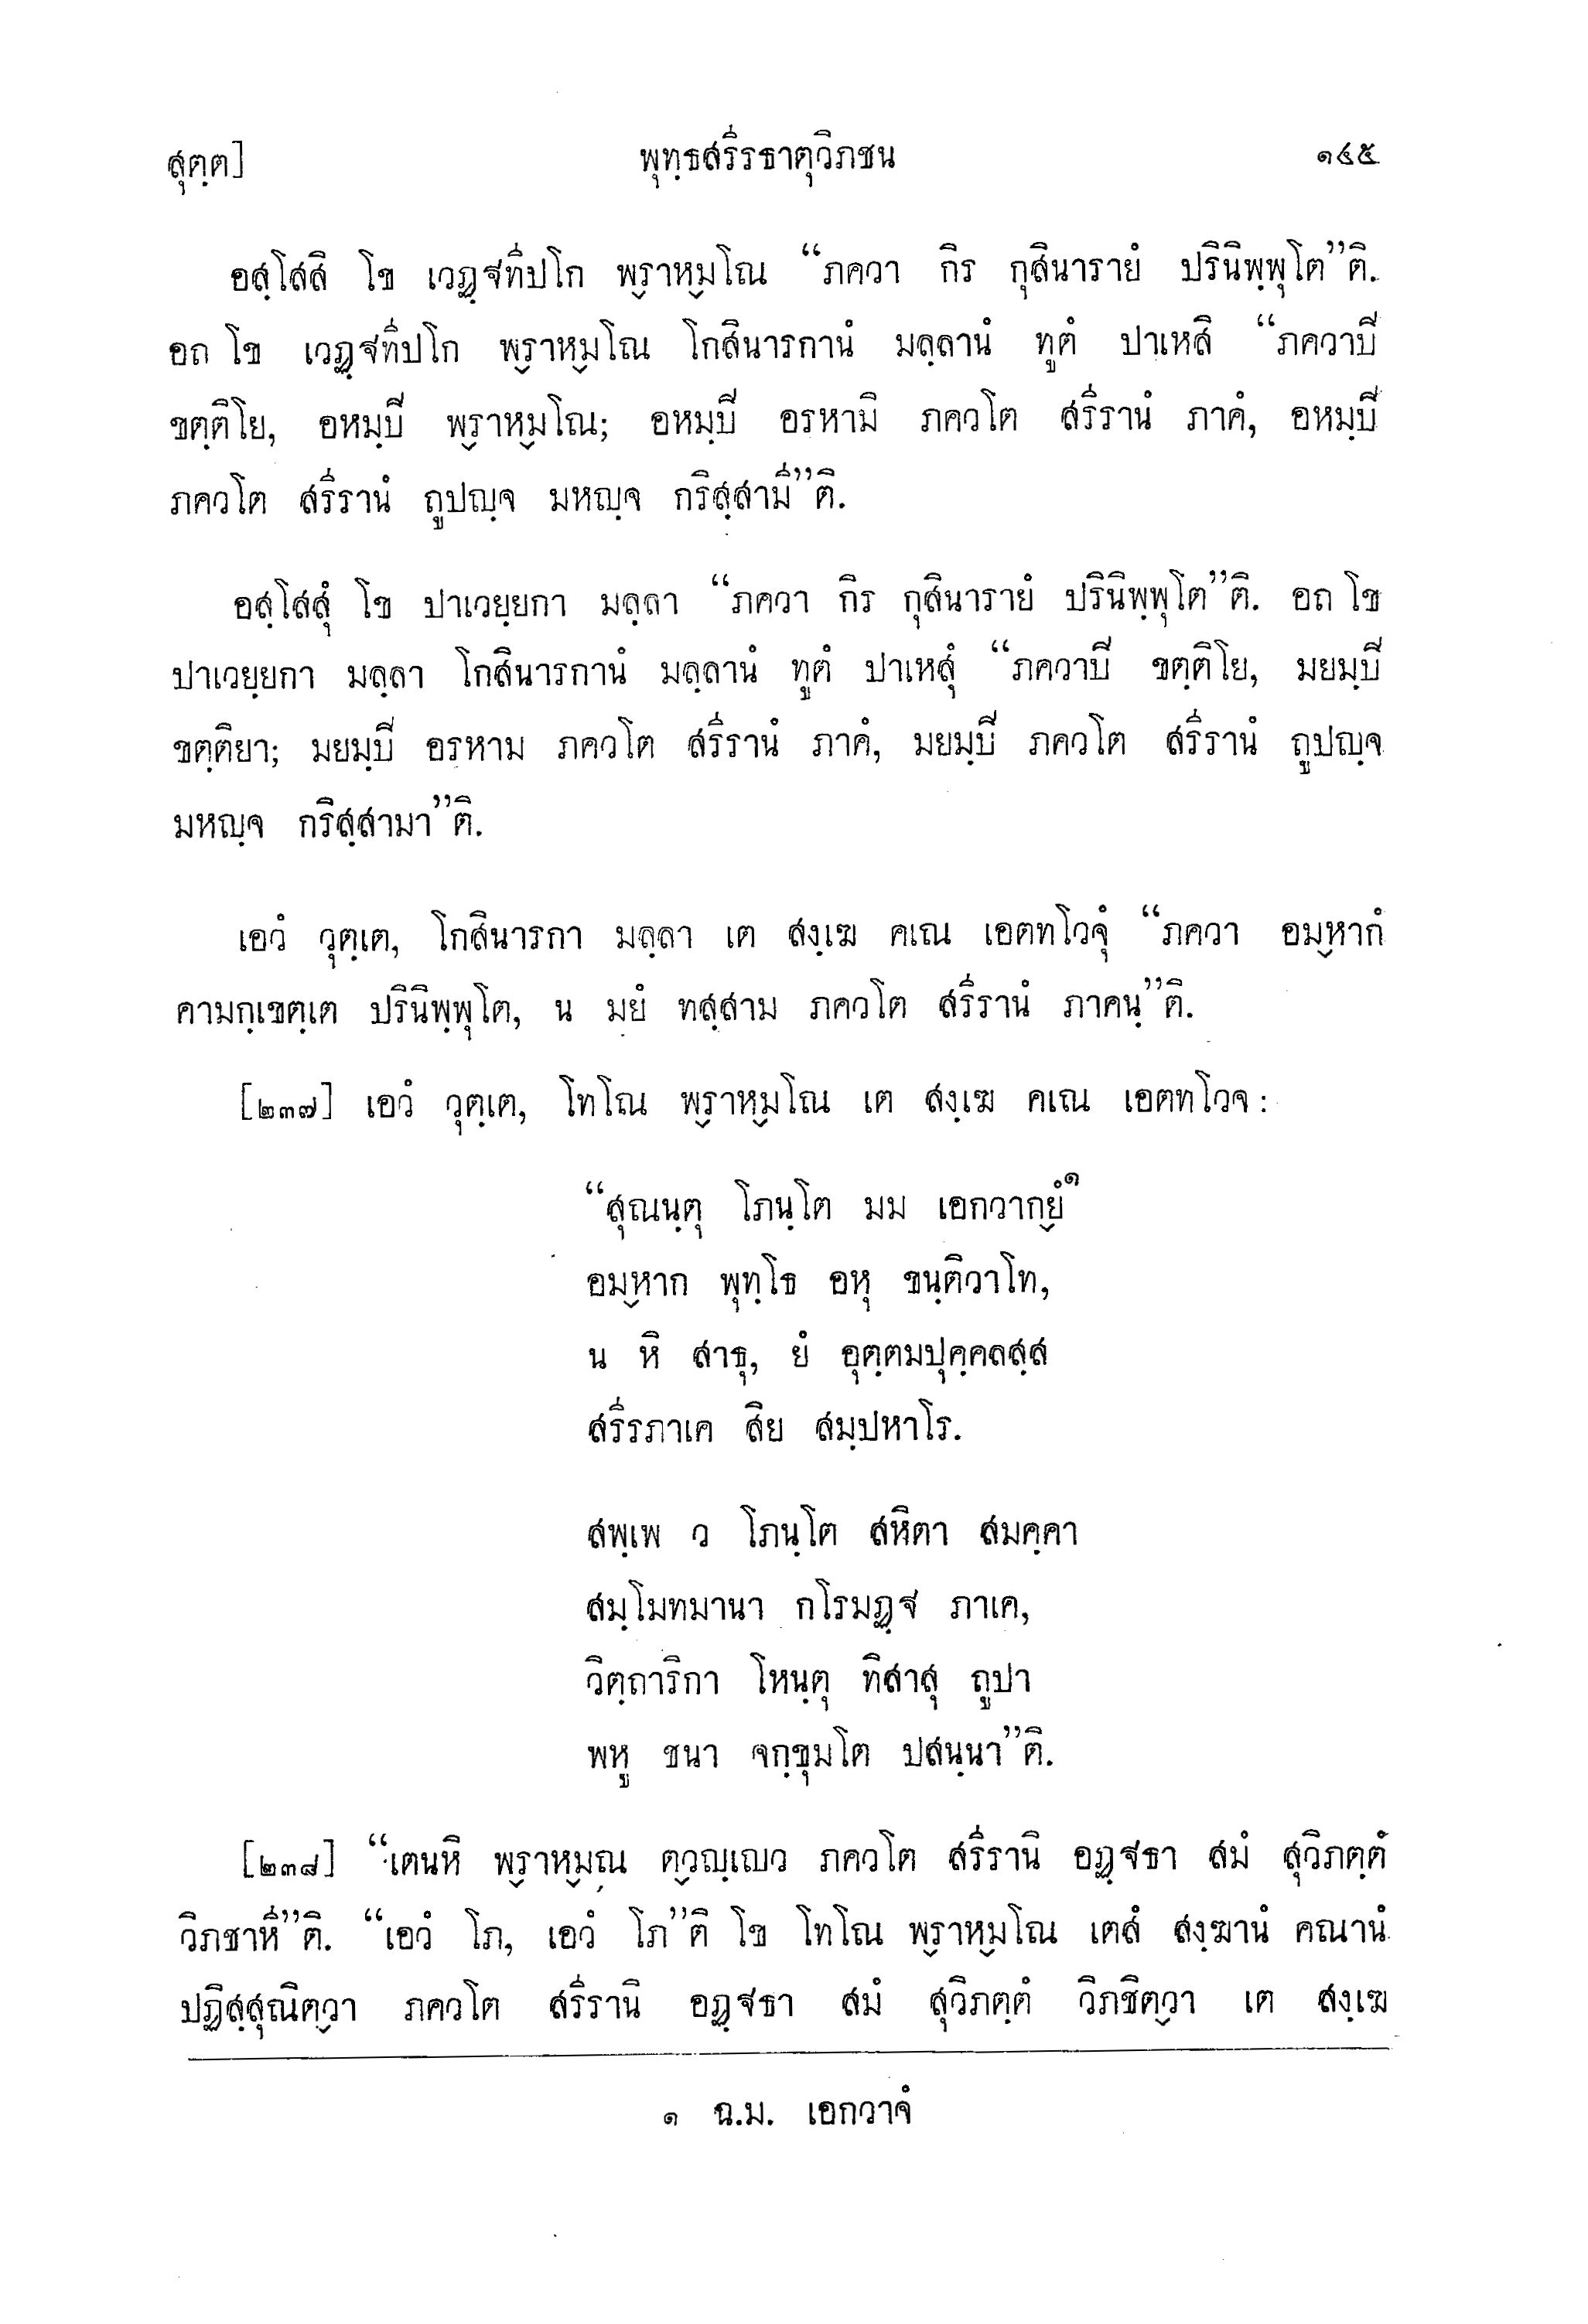 สุตฺต] พุทฺธสรีรธาตุวิภชน ๑๔๕
อสฺโสสิ โข เวฏฺฐทีปโก พฺราหฺมโณ “ภควา กิร กุสินารายํ ปรินิพฺพุโต”ติ.
อถ โข เวฏฺฐทีปโก พฺราหฺมโณ โกสินารกานํ มลฺลานํ ทูตํ ปาเหสิ “ภควาปิ
ขตฺติโย, อหมฺปิ พฺราหฺมโณ; อหมฺปิ อรหามิ ภควโต สรีรานํ ภาคํ, อหมฺปิ
ภควโต สรีรานํ ถูปญฺจ มหญฺจ กริสฺสามี”ติ.
อสฺโสสุํ โข ปาเวยฺยกา มลฺลา “ภควา กิร กุสินารายํ ปรินิพฺพุโต”ติ. อถ โข
ปาเวยฺยกา มลฺลา โกสินารกานํ มลฺลานํ ทูตํ ปาเหสุํ “ภควาปิ ขตฺติโย, มยมฺปิ
ขตฺติยา; มยมฺปิ อรหาม ภควโต สรีรานํ ภาคํ, มยมฺปิ ภควโต สรีรานํ ถูปญฺจ
มหญฺจ กริสฺสามา”ติ.
เอวํ วุตฺเต, โกสินารกา มลฺลา เต สงฺเฆ คเณ เอตทโวจุํ “ภควา อมฺหากํ
คามกฺเขตฺเต ปรินิพฺพุโต, น มยํ ทสฺสาม ภควโต สรีรานํ ภาคนฺ”ติ.
[๒๓๗] เอวํ วุตฺเต, โทโณ พฺราหฺมโณ เต สงฺเฆ คเณ เอตทโวจ:
“สุณนฺตุ โภนฺโต มม เอกวากฺยํ๑
อมฺหาก พุทฺโธ อหุ ขนฺติวาโท,
น หิ สาธุ, ยํ อุตฺตมปุคฺคลสฺส
สรีรภาเค สิย สมฺปหาโร.
สพฺเพ ว โภนฺโต สหิตา สมคฺคา
สมฺโมทมานา กโรมฏฺฐ ภาเค,
วิตฺถาริกา โหนฺตุ ทิสาสุ ถูปา
พหู ชนา จกฺขุมโต ปสนฺนา”ติ.
[๒๓๘] “เตนหิ พฺราหฺมณ ตฺวญฺเญว ภควโต สรีรานิ อฏฺฐธา สมํ สุวิภตฺตํ
วิภชาหี”ติ. “เอวํ โภ, เอวํ โภ”ติ โข โทโณ พฺราหฺมโณ เตสํ สงฺฆานํ คณานํ
ปฏิสฺสุณิตฺวา ภควโต สรีรานิ อฏฺฐธา สมํ สุวิภตฺตํ วิภชิตฺวา เต สงฺเฆ
๑ ฉ.ม. เอกวาจํ